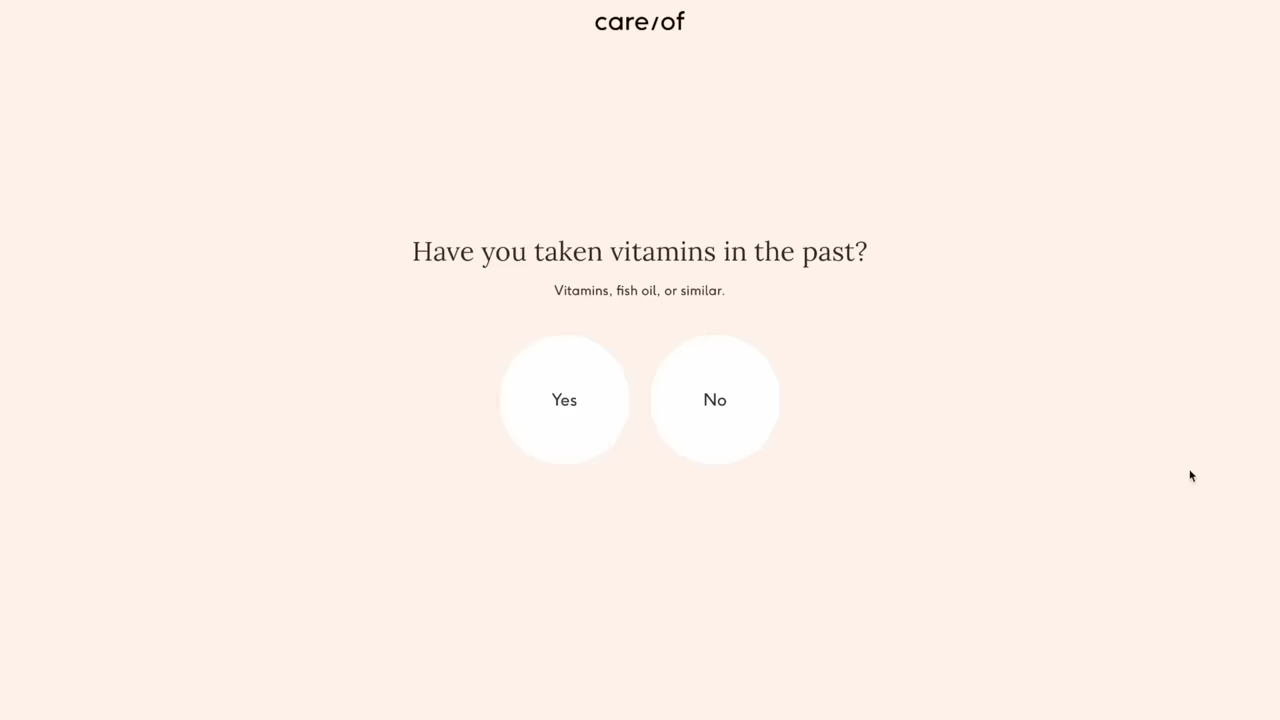 care/of
Have you taken vitamins in the past?
Vitamins, fish oil, or similar.
Yes
No